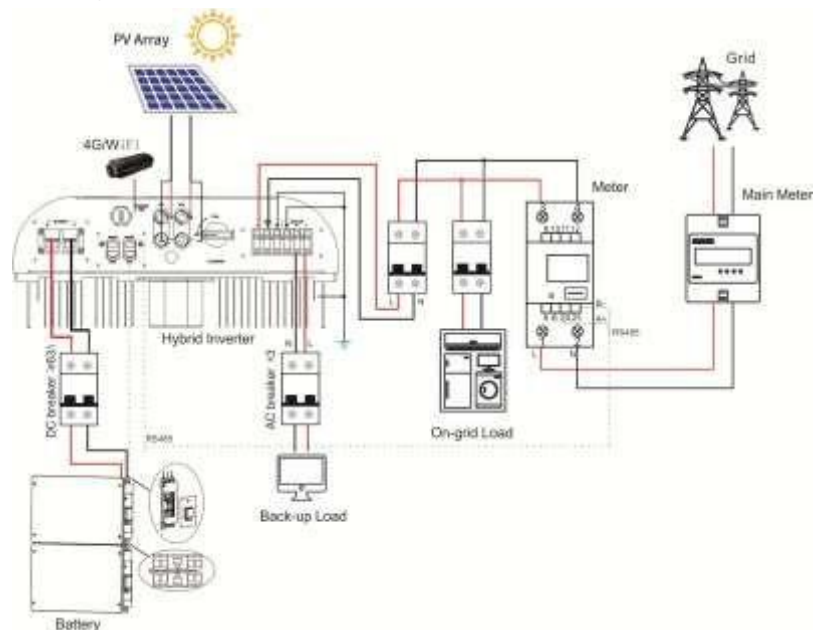 PV Array
Grid
4G/WiFi
Meter
Main Meter
L
N
RS485
Hybrid Inverter
N
L
L
N
DC breaker
AC breaker
On-grid Load
RS485
Back-up Load
Battery